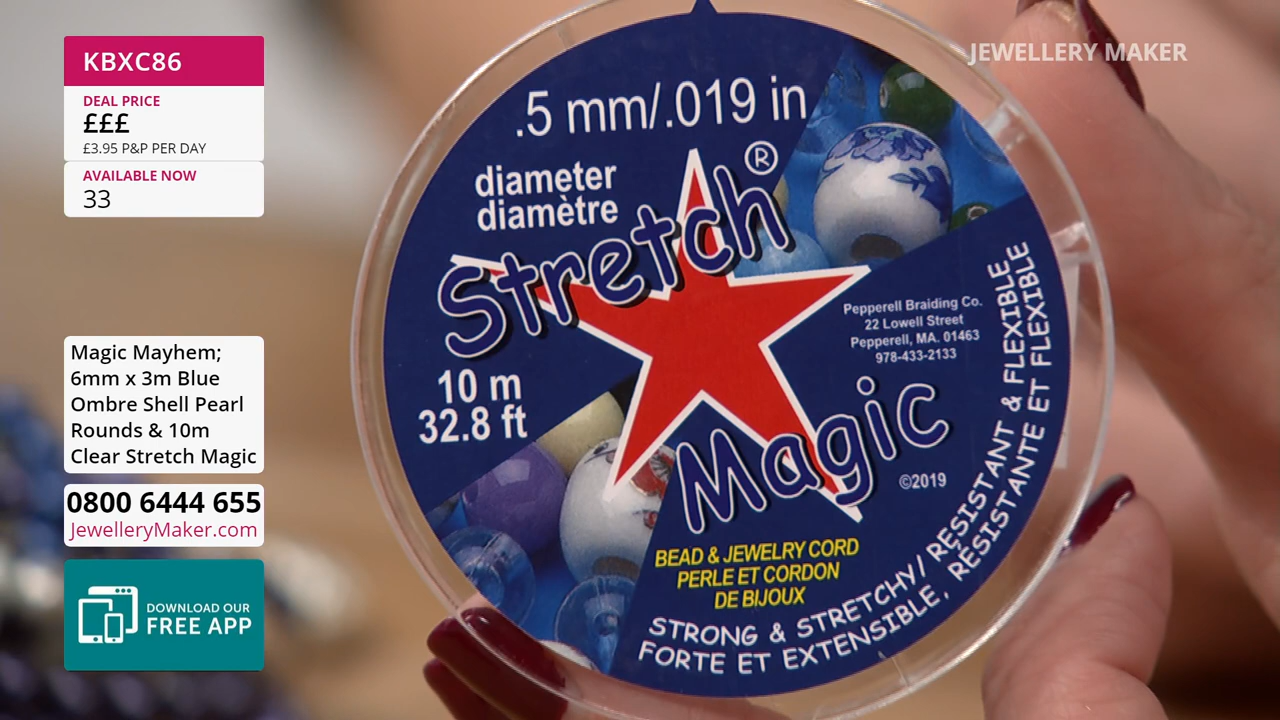 KBXC86
DEAL PRICE
£££
£3.95 P&P PER DAY
AVAILABLE NOW
33
Magic Mayhem;
6mm x 3m Blue
Ombre Shell Pearl
Rounds & 10m
Clear Stretch Magic
0800 6444 655
JewelleryMaker.com
DOWNLOAD OUR
FREE APP
JEWELLERY MAKER
.5 mm/.019 in
diameter
diamètre
Stretch®
Magic
10 m
32.8 ft
Pepperell Braiding Co.
22 Lowell Street
Pepperell, MA. 01463
978-433-2133
©2019
BEAD & JEWELRY CORD
PERLE ET CORDON
DE BIJOUX
STRONG & STRETCHY/ RESISTANT & FLEXIBLE
FORTE ET EXTENSIBLE, RÉSISTANTE ET FLEXIBLE